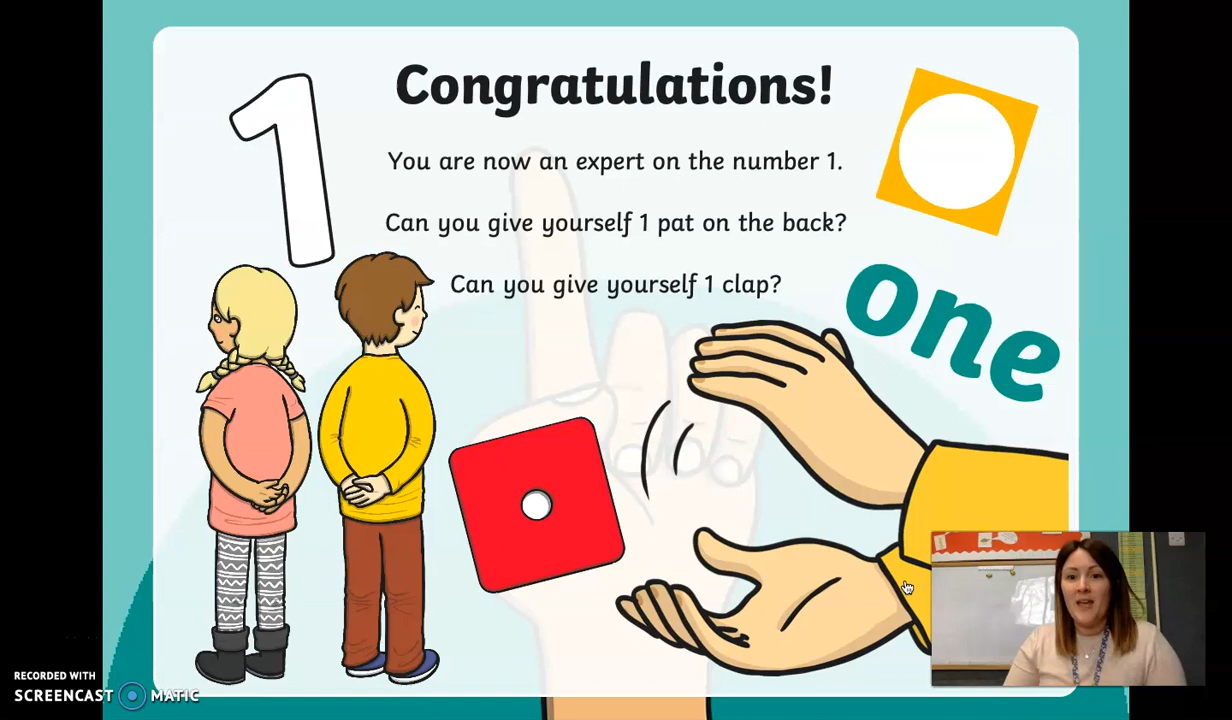 1
Congratulations!
You are now an expert on the number 1.
Can you give yourself 1 pat on the back?
Can you give yourself 1 clap?
one
RECORDED WITH
SCREENCAST MATIC